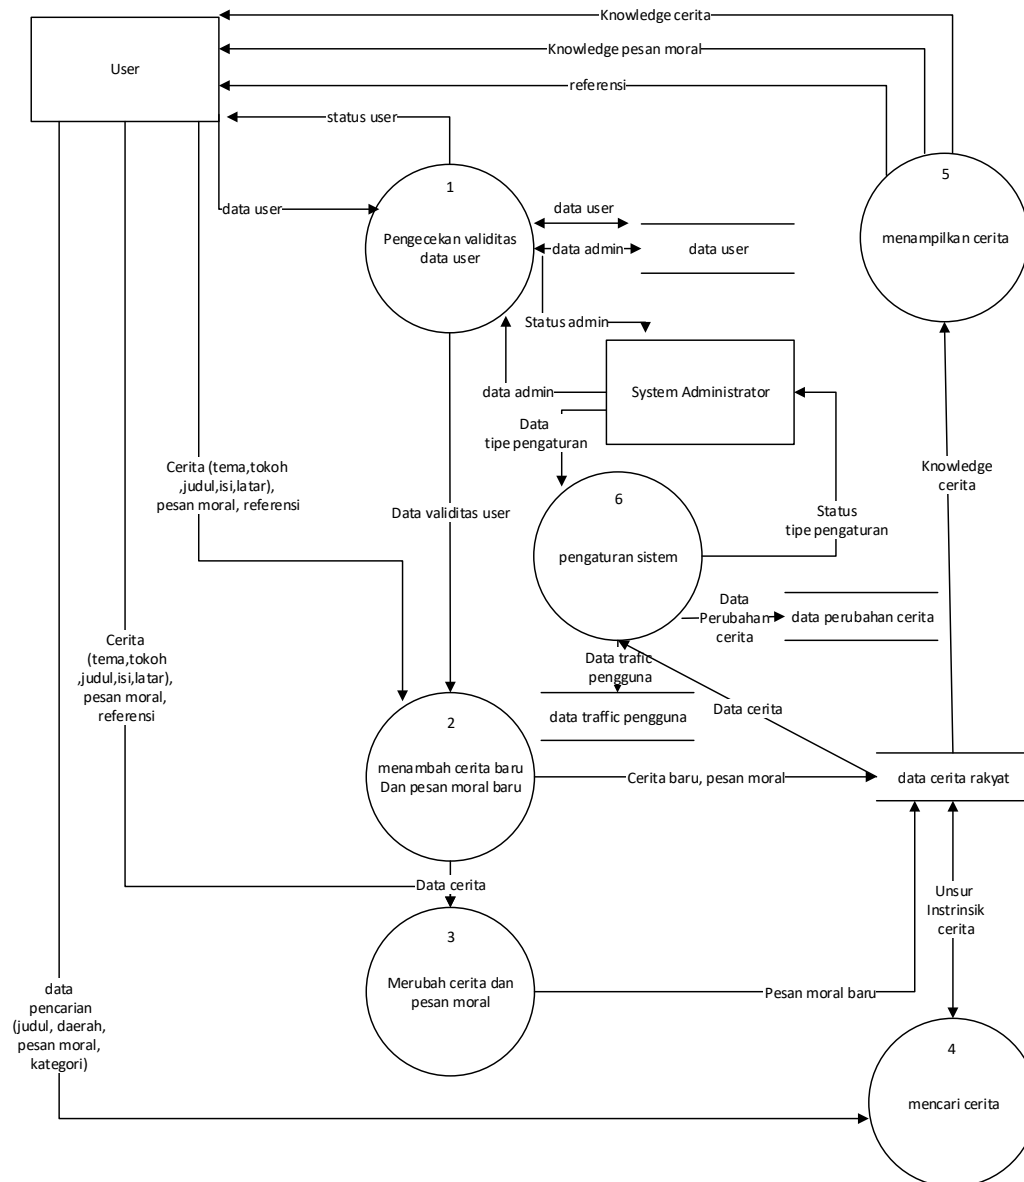 Knowledge cerita
Knowledge pesan moral
User
referensi
status user
1
5
data user
data user
Pengecekan validitas
data user
menampilkan cerita
data admin
data user
Status admin
data admin
System Administrator
Data
tipe pengaturan
Cerita (tema,tokoh
,judul,isi,latar),
pesan moral, referensi
Knowledge
cerita
6
Data validitas user
Status
tipe pengaturan
pengaturan sistem
Data
Perubahan
cerita
data perubahan cerita
Cerita
(tema,tokoh
,judul,isi,latar),
pesan moral,
referensi
Data trafic
pengguna
data traffic pengguna
Data cerita
2
menambah cerita baru
Dan pesan moral baru
Cerita baru, pesan moral
data cerita rakyat
Data cerita
Unsur
Instrinsik
cerita
3
Merubah cerita dan
pesan moral
Pesan moral baru
data
pencarian
(judul, daerah,
pesan moral,
kategori)
4
mencari cerita